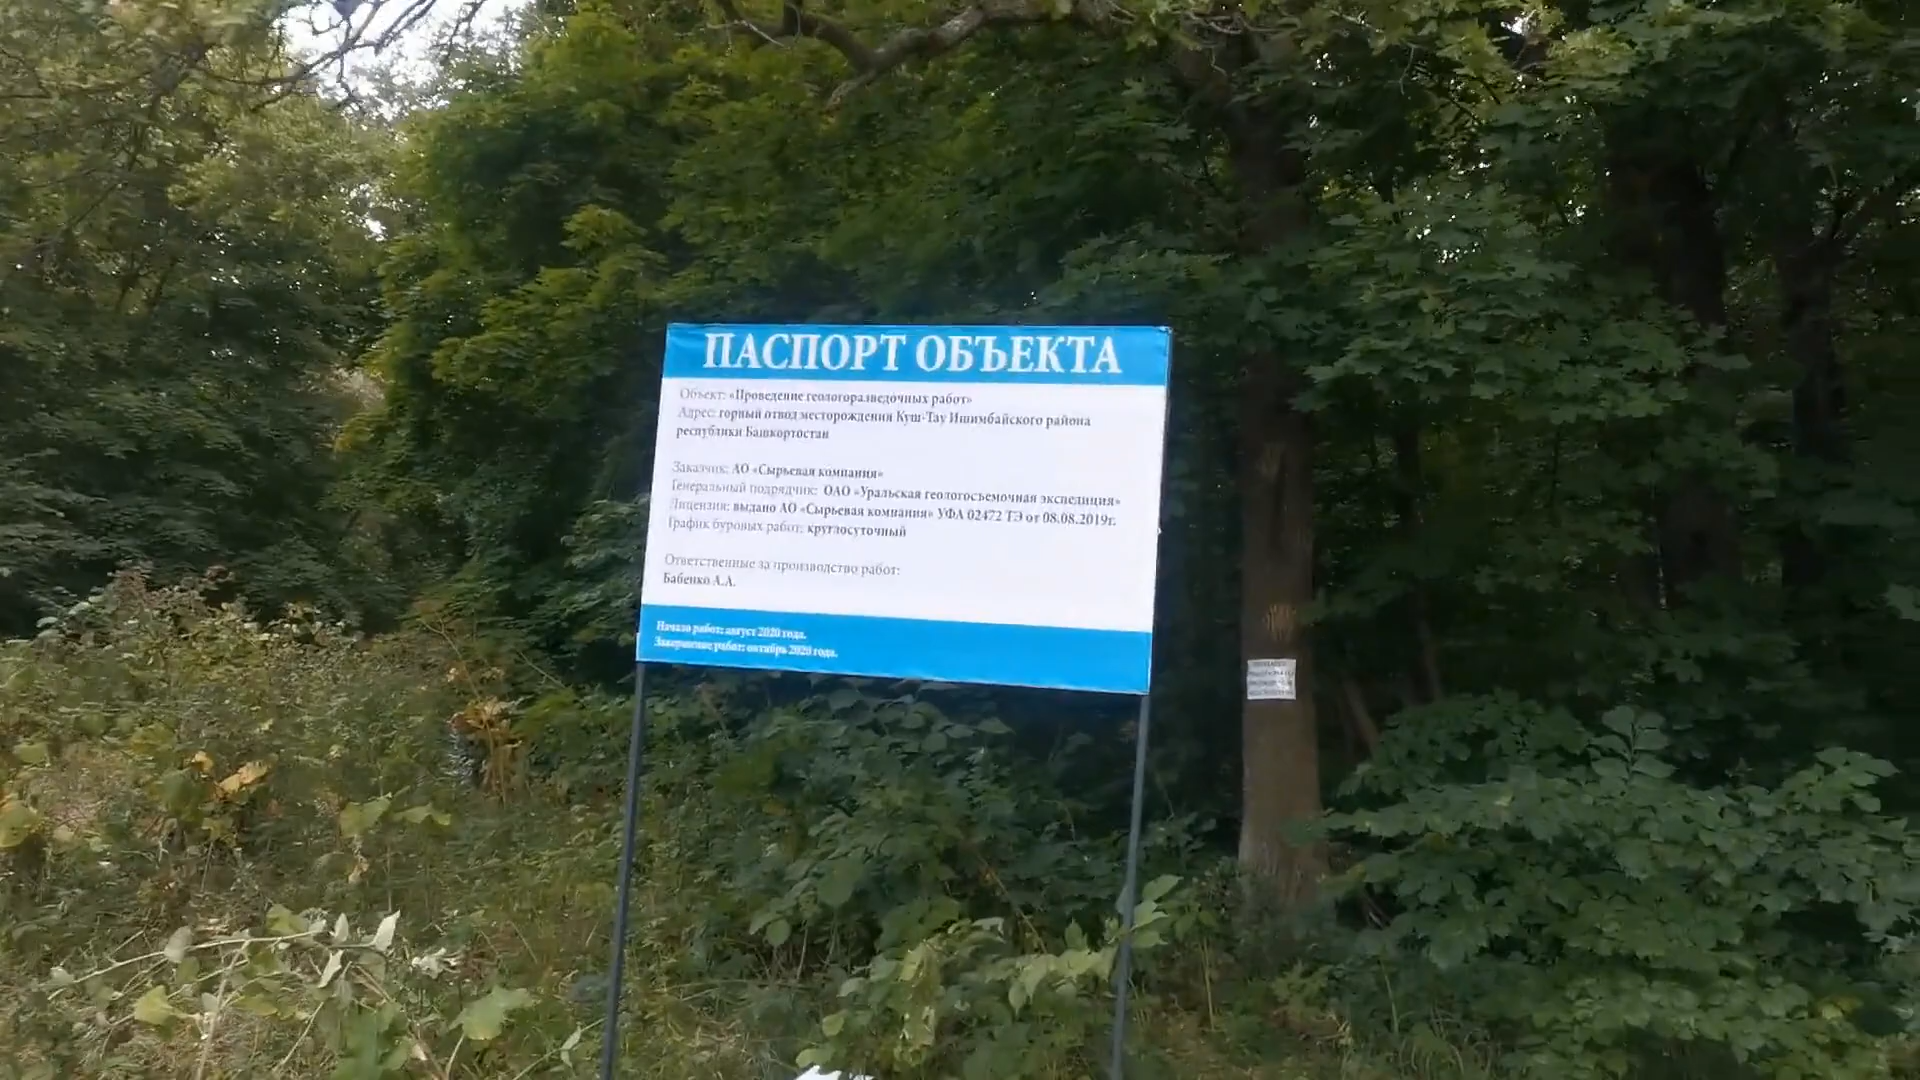 ПАСПОРТ ОБЪЕКТА
Объект: «Проведение геологоразведочных работ»
Адрес: горный отвод месторождения Куш-Тау Ишимбайского района
республики Башкортостан
Заказчик: АО «Сырьевая компания»
Генеральный подрядчик: ОАО «Уральская геологосъемочная экспедиция»
Лицензия: выдано АО «Сырьевая компания» УФА 02472 ТЭ от 08.08.2019г.
График буровых работ: круглосуточный
Ответственные за производство работ:
Бабенко А.А.
Начало работ: август 2020 года.
Завершение работ: октябрь 2020 года.